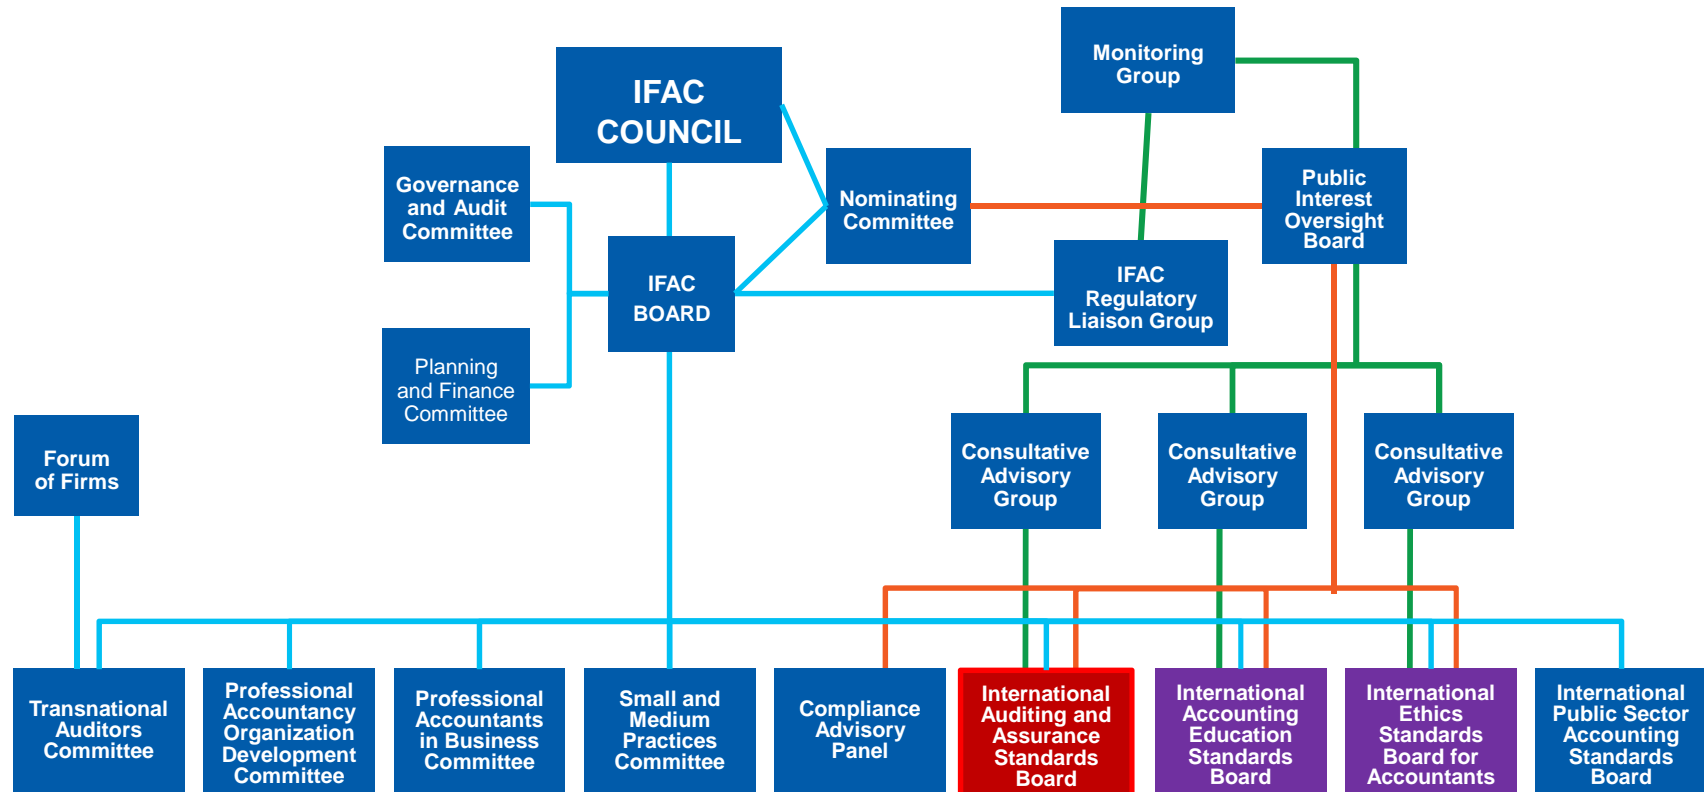 Monitoring
Group
IFAC
COUNCIL
Governance
and Audit
Committee
Nominating
Committee
Public
Interest
Oversight
Board
IFAC
BOARD
IFAC
Regulatory
Liaison Group
Planning
and Finance
Committee
Forum
of Firms
Consultative
Advisory
Group
Consultative
Advisory
Group
Consultative
Advisory
Group
Transnational
Auditors
Committee
Professional
Accountancy
Organization
Development
Committee
Professional
Accountants
in Business
Committee
Small and
Medium
Practices
Committee
Compliance
Advisory
Panel
International
Auditing and
Assurance
Standards
Board
International
Accounting
Education
Standards
Board
International
Ethics
Standards
Board for
Accountants
International
Public Sector
Accounting
Standards
Board